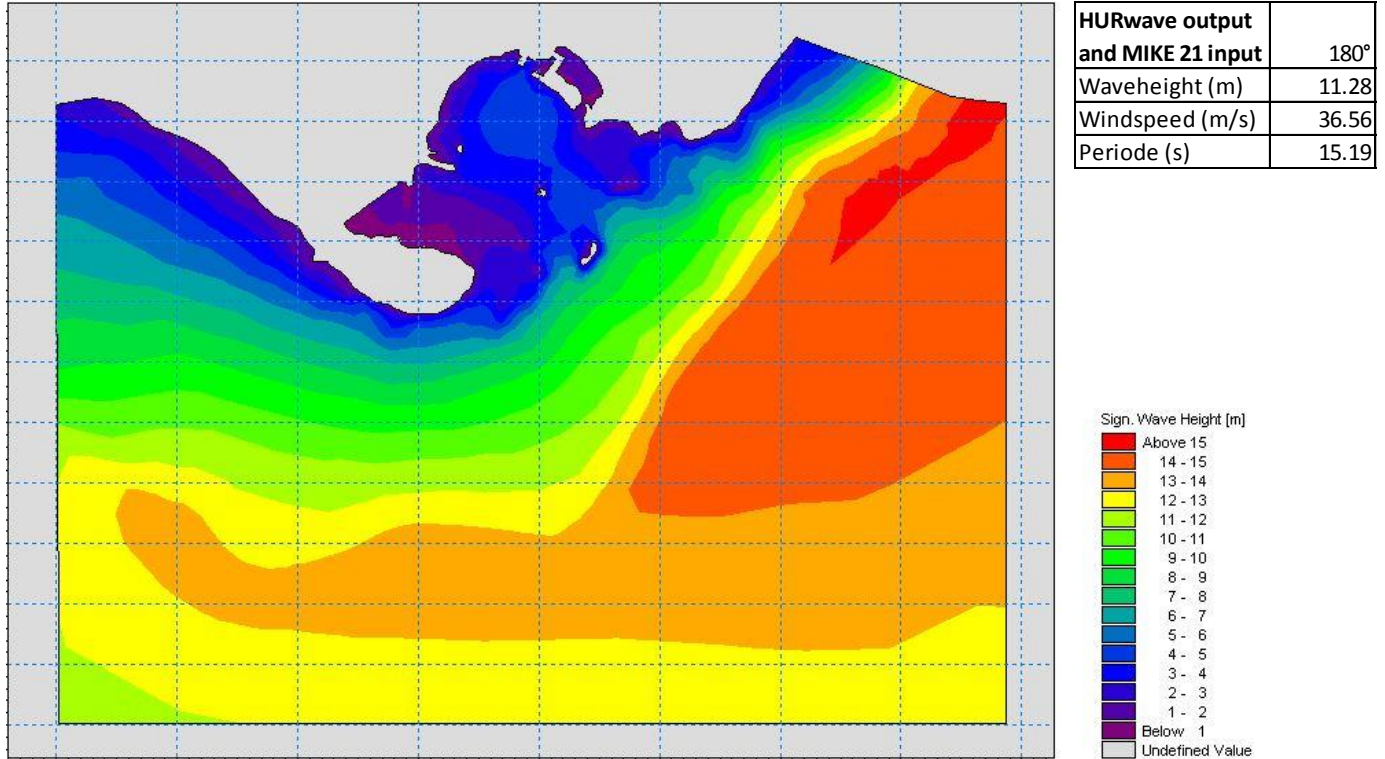 HURwave output
and MIKE 21 input 180°
Waveheight (m) 11.28
Windspeed (m/s) 36.56
Periode (s) 15.19
Sign. Wave Height [m]
Above 15
14 - 15
13 - 14
12 - 13
11 - 12
10 - 11
9 - 10
8 - 9
7 - 8
6 - 7
5 - 6
4 - 5
3 - 4
2 - 3
1 - 2
Below 1
Undefined Value